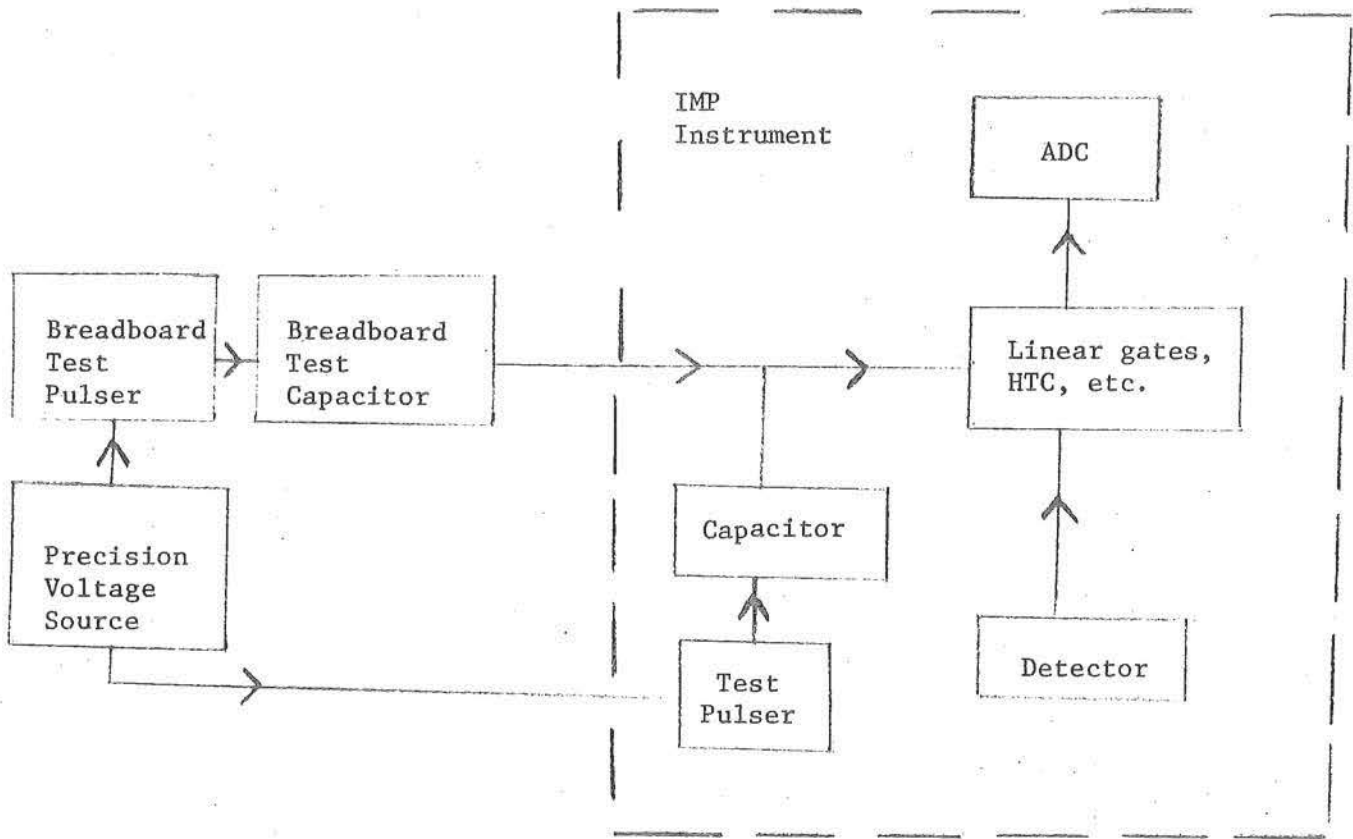 IMP
Instrument
ADC
Breadboard
Test
Pulser
Breadboard
Test
Capacitor
Linear gates,
HTC, etc.
Precision
Voltage
Source
Capacitor
Test
Pulser
Detector